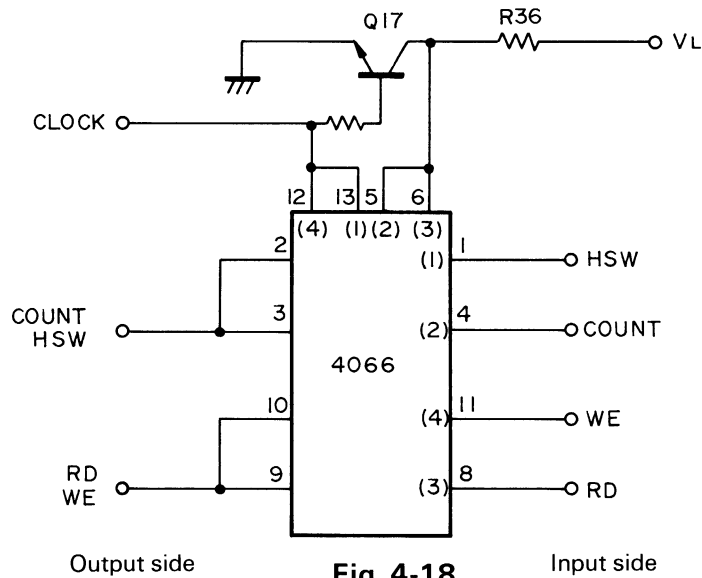 Q17
R36
VL
CLOCK
12 13 5 6
(4) (1) (2) (3)
2
(1) 1
HSW
COUNT
HSW
3
(2) 4
COUNT
4066
10
(4) 11
WE
RD
WE
9
(3) 8
RD
Output side
Fig. 4-18
Input side